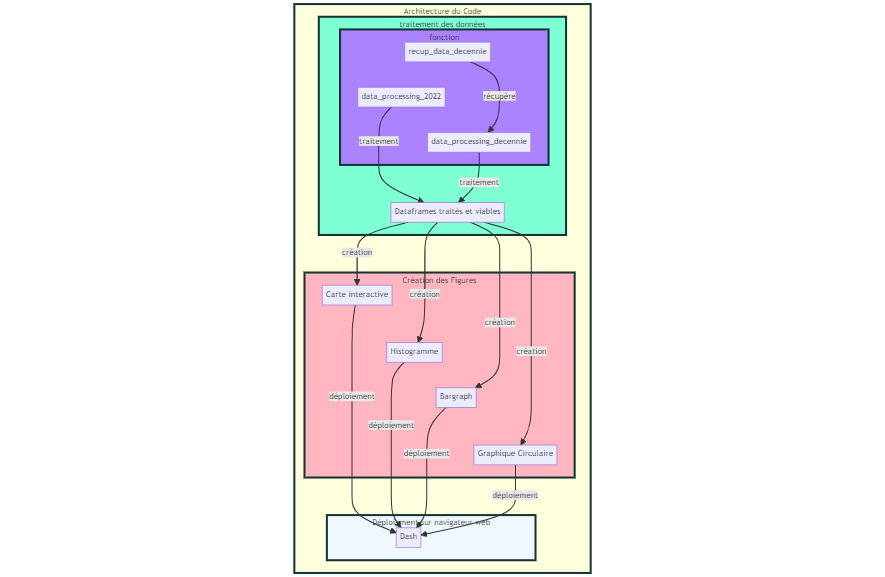 Architecture du Code
traitement des données
fonction
recup_data_decennie
data_processing_2022
récupère
traitement
data_processing_decennie
traitement
Dataframes traités et viables
création
Création des Figures
Carte interactive
création
création
Histogramme
création
déploiement
Bargraph
déploiement
déploiement
Graphique Circulaire
déploiement
Déploiement sur navigateur web
Dash